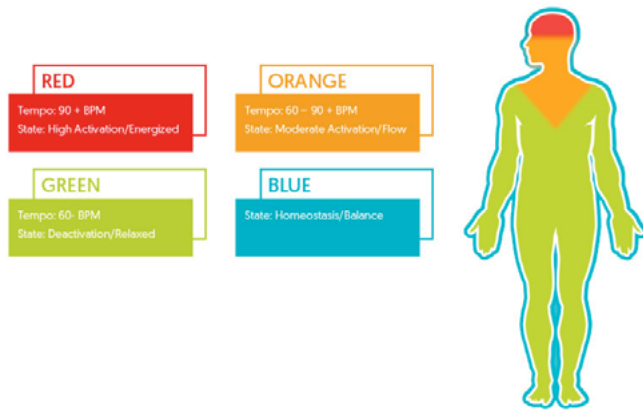 RED
Tempo: 90 + BPM
State: High Activation/Energized
ORANGE
Tempo: 60 – 90 + BPM
State: Moderate Activation/Flow
GREEN
Tempo: 60- BPM
State: Deactivation/Relaxed
BLUE
State: Homeostasis/Balance